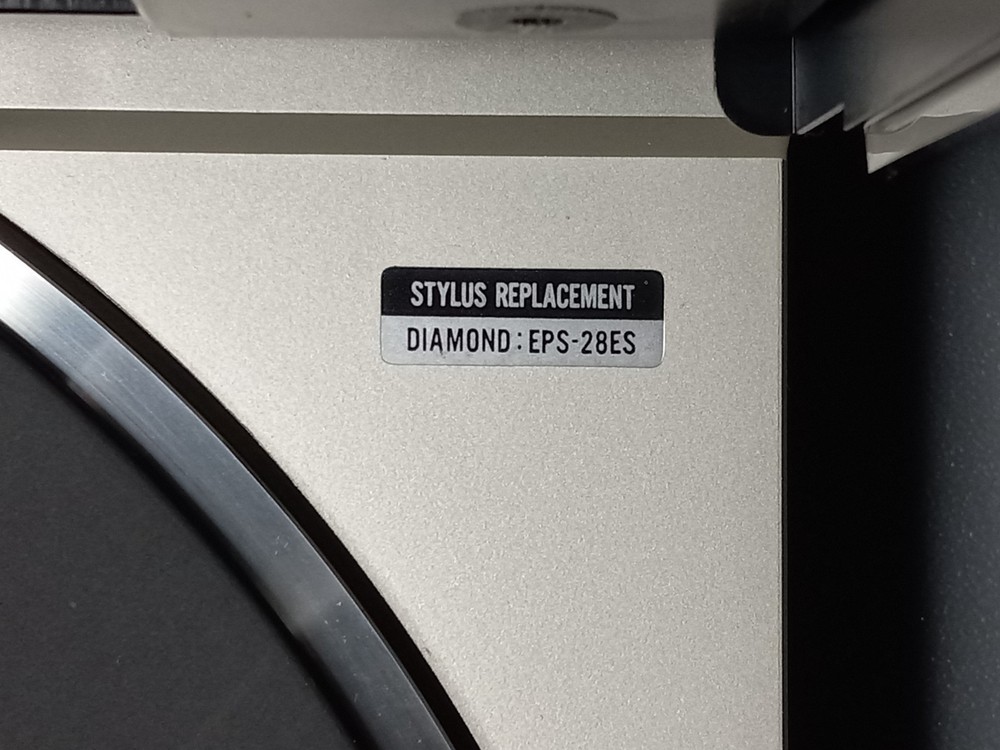 STYLUS REPLACEMENT
DIAMOND : EPS-28ES